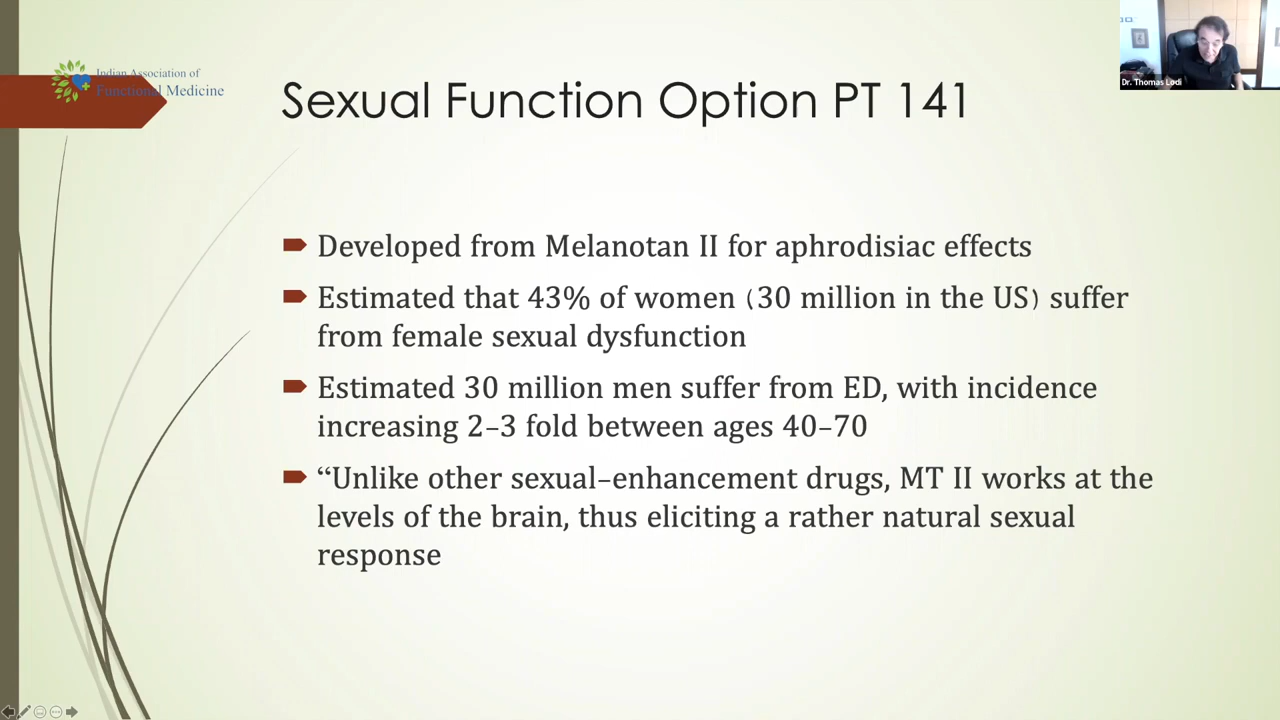 Indian Association of
Functional Medicine
Sexual Function Option PT 141
Dr. Thomas Lodi
Developed from Melanotan II for aphrodisiac effects
Estimated that 43% of women (30 million in the US) suffer
from female sexual dysfunction
Estimated 30 million men suffer from ED, with incidence
increasing 2–3 fold between ages 40–70
“Unlike other sexual–enhancement drugs, MT II works at the
levels of the brain, thus eliciting a rather natural sexual
response